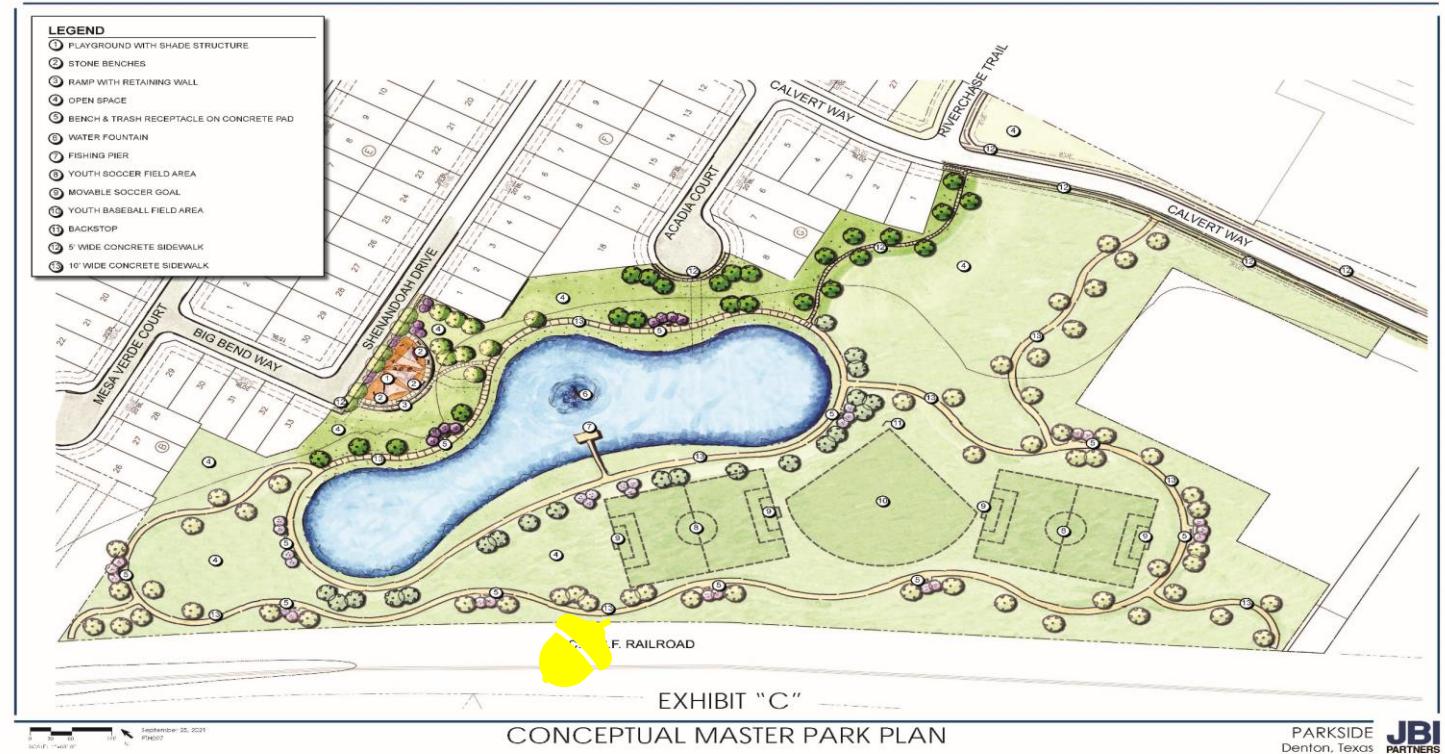 LEGEND
1 PLAYGROUND WITH SHADE STRUCTURE
2 STONE BENCHES
3 RAMP WITH RETAINING WALL
4 OPEN SPACE
5 BENCH & TRASH RECEPTACLE ON CONCRETE PAD
6 WATER FOUNTAIN
7 FISHING PIER
8 YOUTH SOCCER FIELD AREA
9 MOVABLE SOCCER GOAL
10 YOUTH BASEBALL FIELD AREA
11 BACKSTOP
12 5' WIDE CONCRETE SIDEWALK
13 10' WIDE CONCRETE SIDEWALK
RIVERCHASE TRAIL
CALVERT WAY
CALVERT WAY
ACADIA COURT
SHENANDOAH DRIVE
MESA VERDE COURT
BIG BEND WAY
.F. RAILROAD
EXHIBIT "C"
CONCEPTUAL MASTER PARK PLAN
September 25, 2021
PARKSIDE
Denton, Texas
JBI
PARTNERS